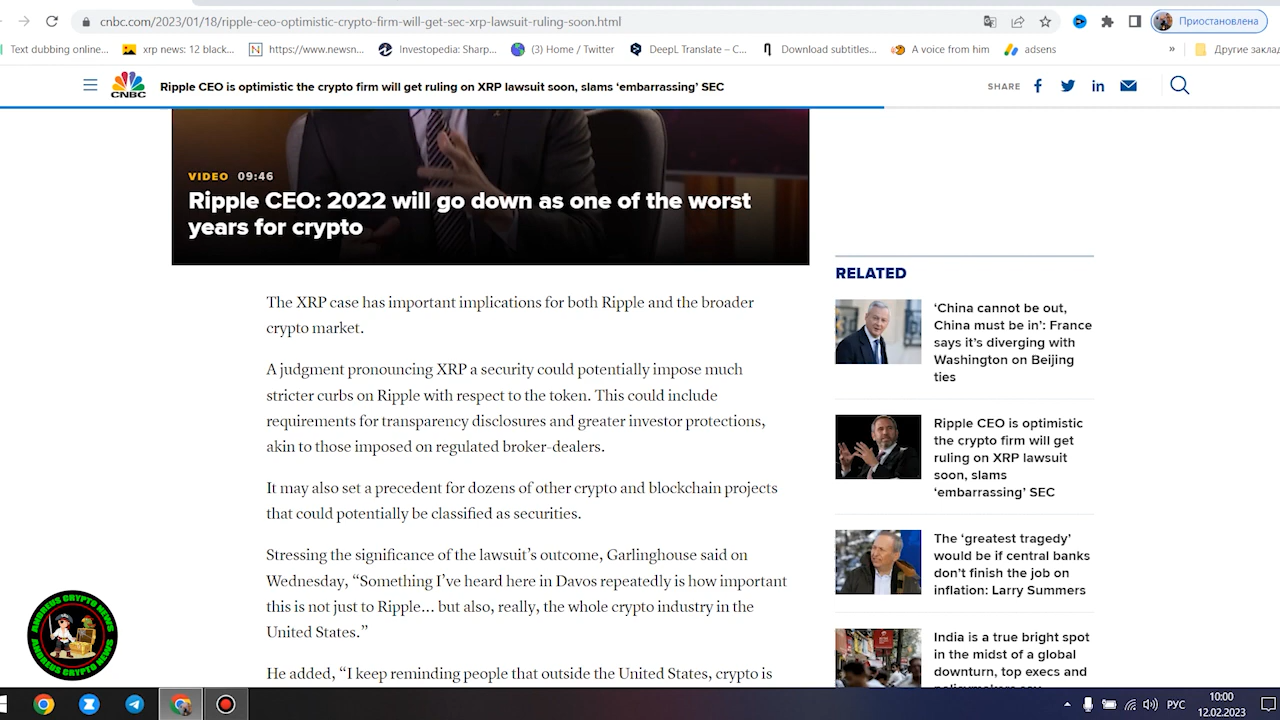 cnbc.com/2023/01/18/ripple-ceo-optimistic-crypto-firm-will-get-sec-xrp-lawsuit-ruling-soon.html
Приостановлена
Text dubbing online...
xrp news: 12 black...
https://www.newsn...
Investopedia: Sharp...
(3) Home / Twitter
DeepL Translate – C...
Download subtitles...
A voice from him
adsens
»
Другие закла
CNBC
Ripple CEO is optimistic the crypto firm will get ruling on XRP lawsuit soon, slams ‘embarrassing’ SEC
SHARE
VIDEO 09:46
Ripple CEO: 2022 will go down as one of the worst
years for crypto
The XRP case has important implications for both Ripple and the broader
crypto market.
A judgment pronouncing XRP a security could potentially impose much
stricter curbs on Ripple with respect to the token. This could include
requirements for transparency disclosures and greater investor protections,
akin to those imposed on regulated broker-dealers.
It may also set a precedent for dozens of other crypto and blockchain projects
that could potentially be classified as securities.
Stressing the significance of the lawsuit’s outcome, Garlinghouse said on
Wednesday, “Something I’ve heard here in Davos repeatedly is how important
this is not just to Ripple… but also, really, the whole crypto industry in the
United States.”
He added, “I keep reminding people that outside the United States, crypto is
RELATED
‘China cannot be out,
China must be in’: France
says it’s diverging with
Washington on Beijing
ties
Ripple CEO is optimistic
the crypto firm will get
ruling on XRP lawsuit
soon, slams
‘embarrassing’ SEC
The ‘greatest tragedy’
would be if central banks
don’t finish the job on
inflation: Larry Summers
India is a true bright spot
in the midst of a global
downturn, top execs and
policymakers say
ANDREUS CRYPTO NEWS
ANDREUS CRYPTO NEWS
РУС
10:00
12.02.2023